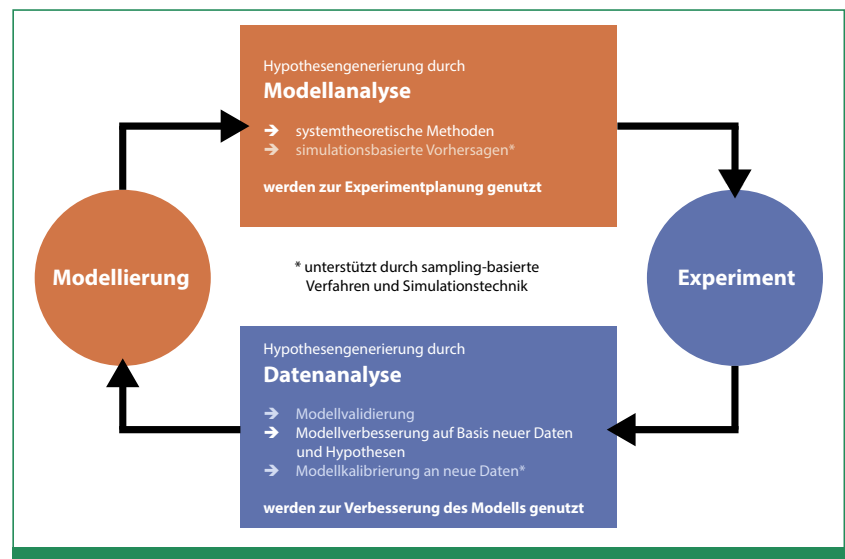 Hypothesengenerierung durch
Modellanalyse
➔ systemtheoretische Methoden
➔ simulationsbasierte Vorhersagen*
werden zur Experimentplanung genutzt
Modellierung
* unterstützt durch sampling-basierte
Verfahren und Simulationstechnik
Experiment
Hypothesengenerierung durch
Datenanalyse
➔ Modellvalidierung
➔ Modellverbesserung auf Basis neuer Daten
und Hypothesen
➔ Modellkalibrierung an neue Daten*
werden zur Verbesserung des Modells genutzt